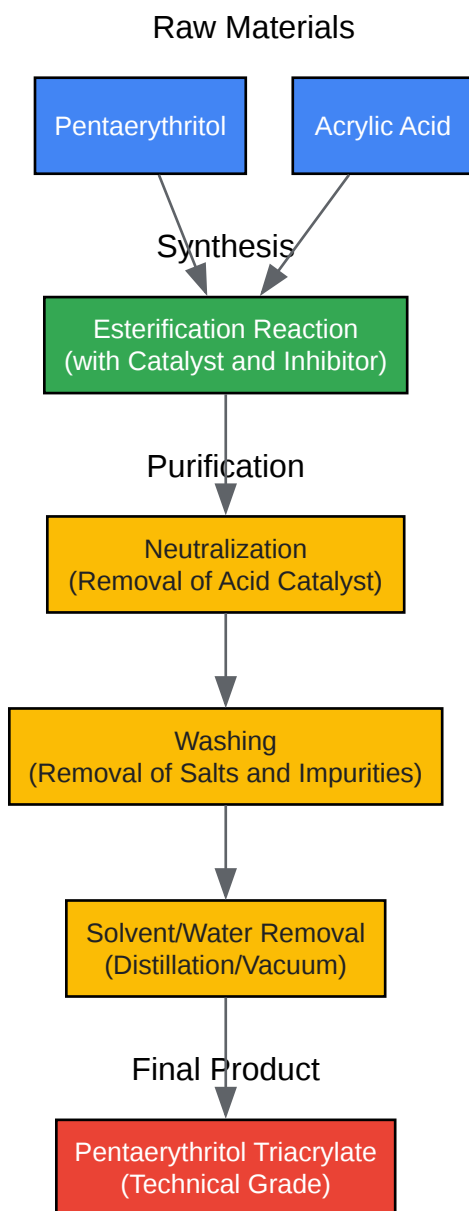 Raw Materials
Pentaerythritol
Acrylic Acid
Synthesis
Esterification Reaction
(with Catalyst and Inhibitor)
Purification
Neutralization
(Removal of Acid Catalyst)
Washing
(Removal of Salts and Impurities)
Solvent/Water Removal
(Distillation/Vacuum)
Final Product
Pentaerythritol Triacrylate
(Technical Grade)